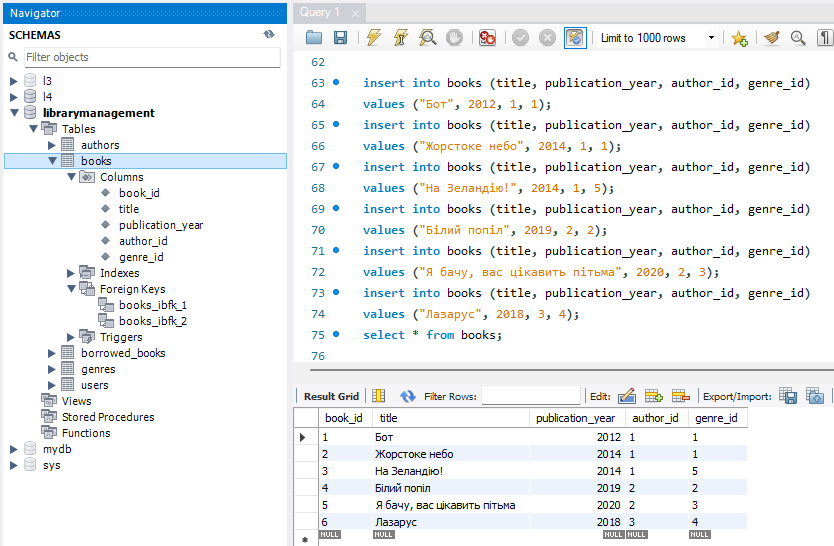 Navigator
SCHEMAS
Filter objects
l3
l4
librarymanagement
Tables
authors
books
Columns
book_id
title
publication_year
author_id
genre_id
Indexes
Foreign Keys
books_ibfk_1
books_ibfk_2
Triggers
borrowed_books
genres
users
Views
Stored Procedures
Functions
mydb
sys
Query 1
Limit to 1000 rows
62
63 insert into books (title, publication_year, author_id, genre_id)
64 values ("Бот", 2012, 1, 1);
65 insert into books (title, publication_year, author_id, genre_id)
66 values ("Жорстоке небо", 2014, 1, 1);
67 insert into books (title, publication_year, author_id, genre_id)
68 values ("На Зеландію!", 2014, 1, 5);
69 insert into books (title, publication_year, author_id, genre_id)
70 values ("Білий попіл", 2019, 2, 2);
71 insert into books (title, publication_year, author_id, genre_id)
72 values ("Я бачу, вас цікавить пітьма", 2020, 2, 3);
73 insert into books (title, publication_year, author_id, genre_id)
74 values ("Лазарус", 2018, 3, 4);
75 select * from books;
76
Result Grid Filter Rows: Edit: Export/Import:
book_id title publication_year author_id genre_id
1 Бот 2012 1 1
2 Жорстоке небо 2014 1 1
3 На Зеландію! 2014 1 5
4 Білий попіл 2019 2 2
5 Я бачу, вас цікавить пітьма 2020 2 3
6 Лазарус 2018 3 4
NULL NULL NULL NULL NULL